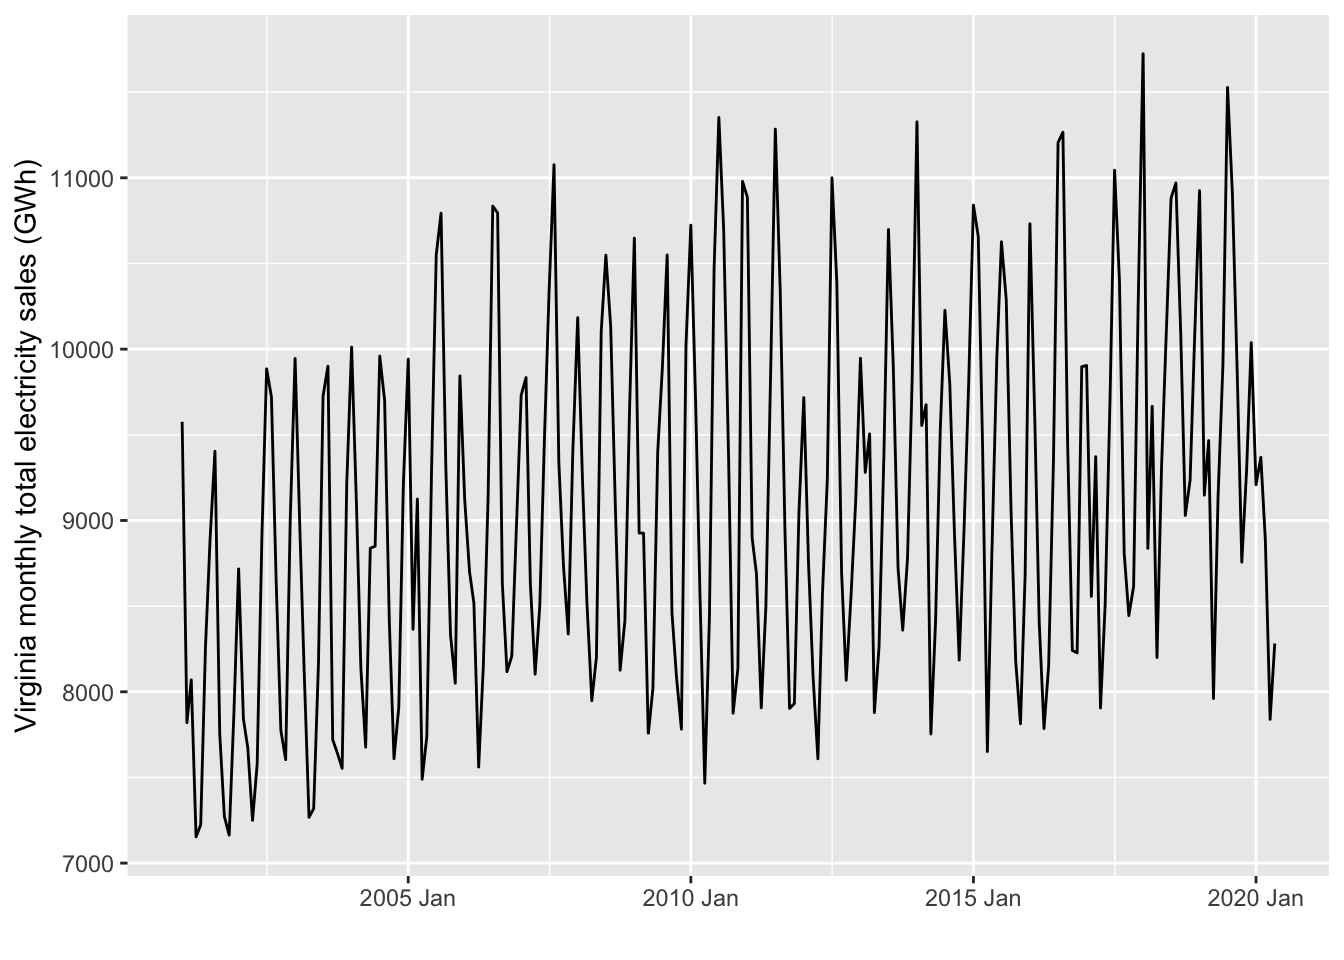 Virginia monthly total electricity sales (GWh)
11000
10000
9000
8000
7000
2005 Jan
2010 Jan
2015 Jan
2020 Jan